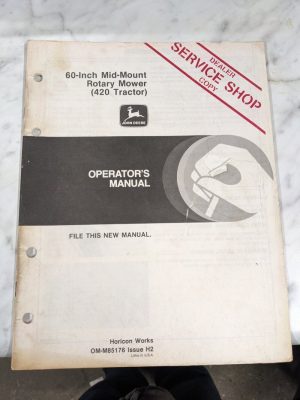 60-Inch Mid-Mount
Rotary Mower
(420 Tractor)
DEALER
SERVICE SHOP
COPY
JOHN DEERE
OPERATOR'S
MANUAL
FILE THIS NEW MANUAL.
Horicon Works
OM-M85176 Issue H2
Litho in U.S.A.